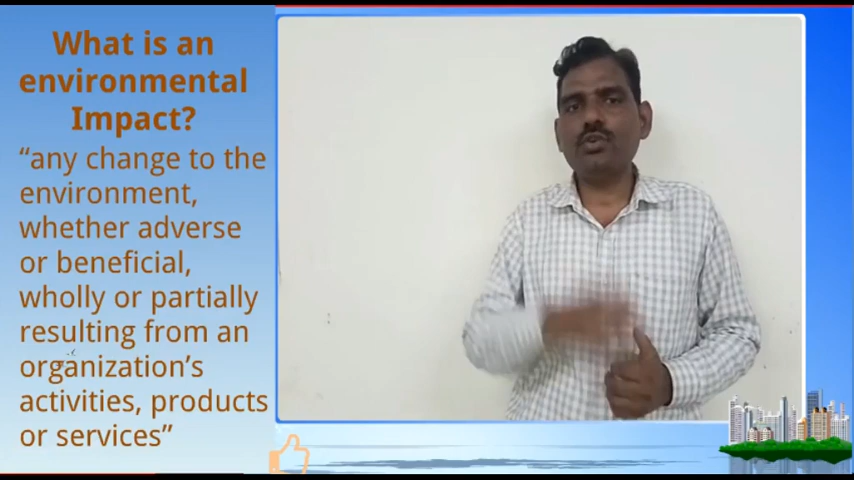 What is an
environmental
Impact?
“any change to the
environment,
whether adverse
or beneficial,
wholly or partially
resulting from an
organization’s
activities, products
or services”